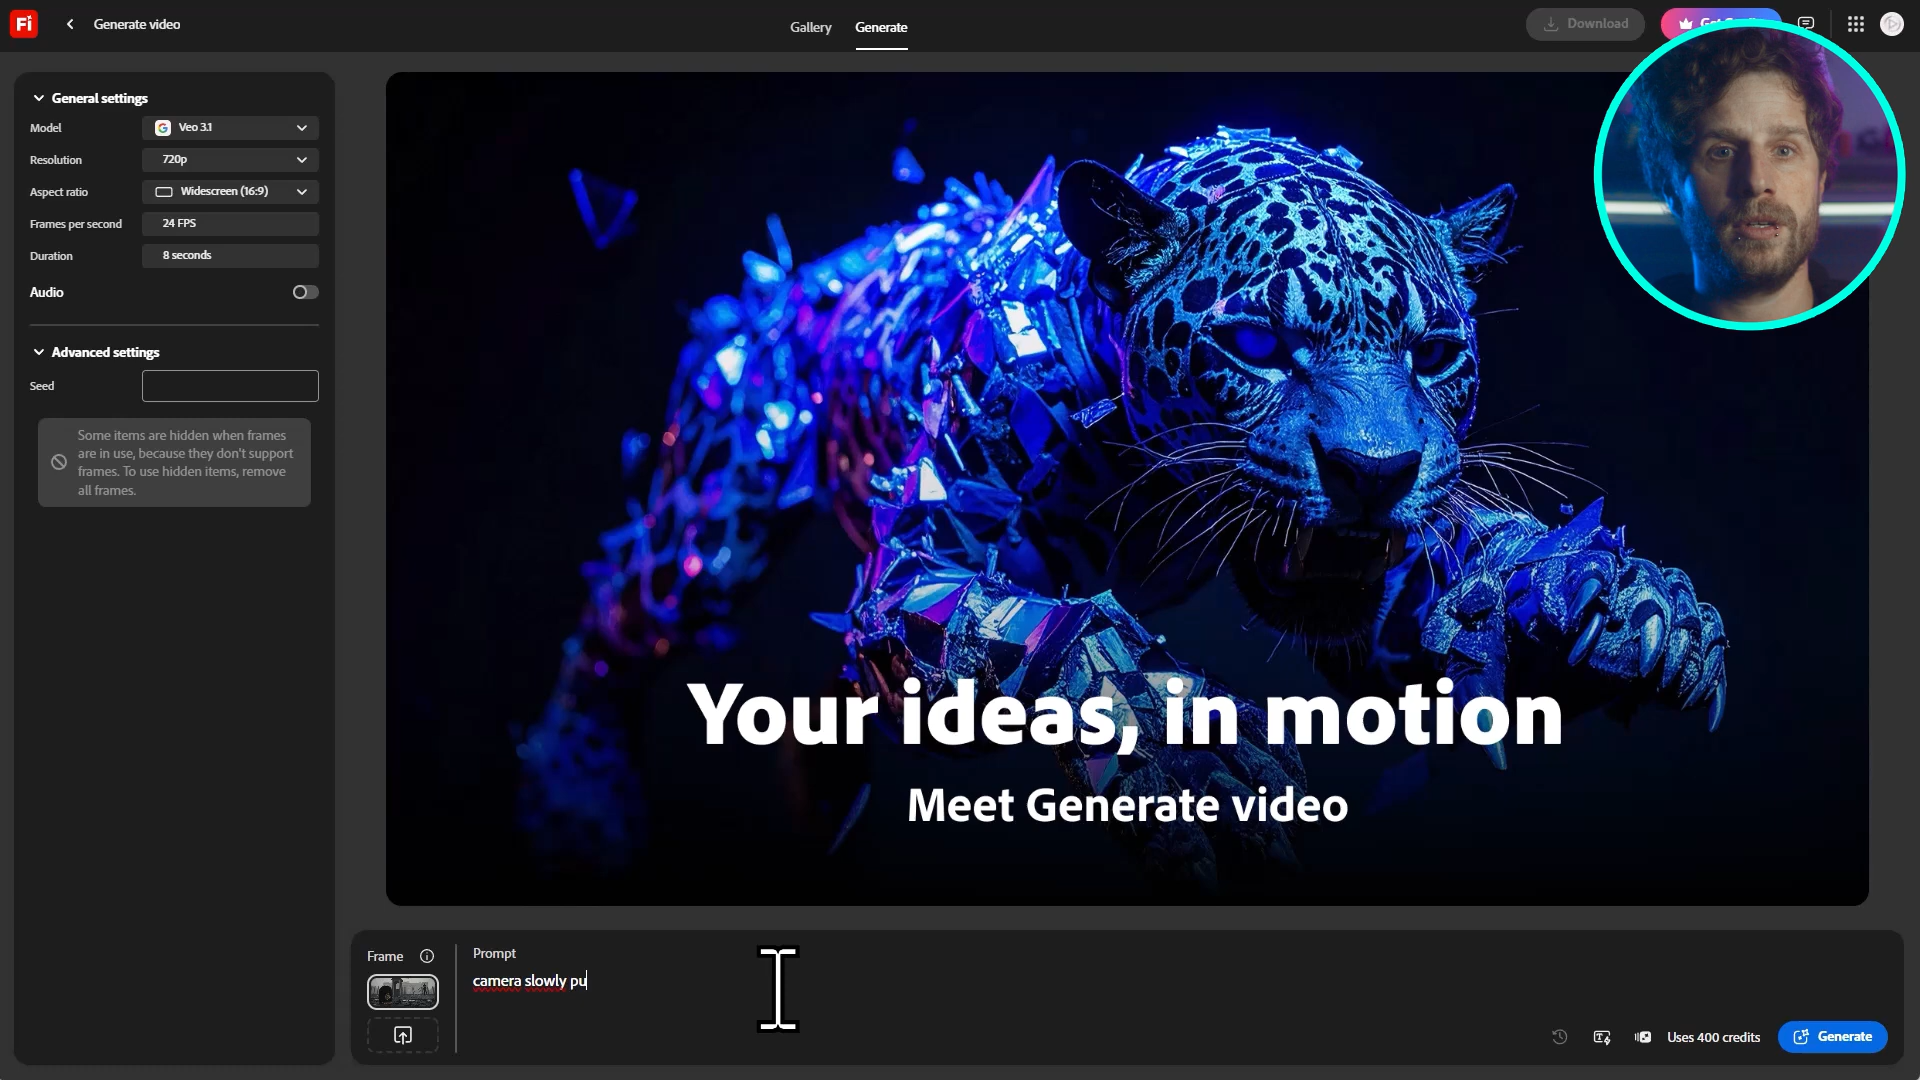 Fi
Generate video
Gallery
Generate
Download
General settings
Model
Veo 3.1
Resolution
720p
Aspect ratio
Widescreen (16:9)
Frames per second
24 FPS
Duration
8 seconds
Audio
Advanced settings
Seed
Some items are hidden when frames
are in use, because they don't support
frames. To use hidden items, remove
all frames.
Your ideas, in motion
Meet Generate video
Frame
Prompt
camera slowly pu
Uses 400 credits
Generate